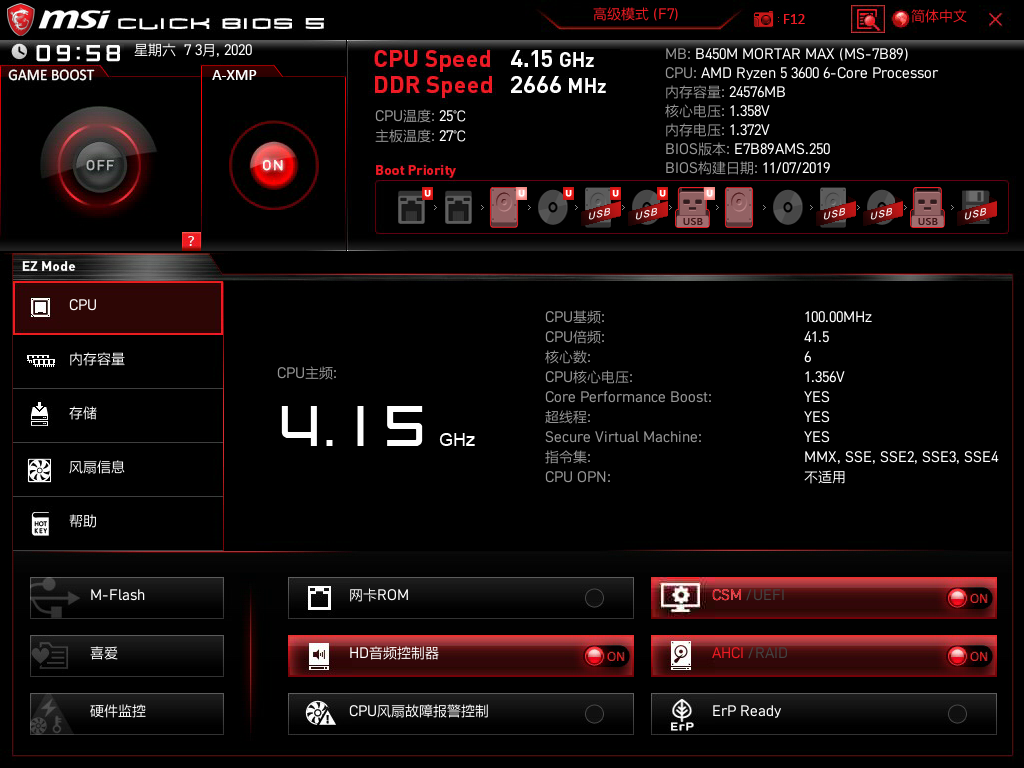 msi CLICK BIOS 5
高级模式 (F7)
: F12
简体中文
09:58 星期六 7 3月, 2020
GAME BOOST
OFF
?
A-XMP
ON
CPU Speed 4.15 GHz
DDR Speed 2666 MHz
CPU温度: 25℃
主板温度: 27℃
MB: B450M MORTAR MAX (MS-7B89)
CPU: AMD Ryzen 5 3600 6-Core Processor
内存容量: 24576MB
核心电压: 1.358V
内存电压: 1.372V
BIOS版本: E7B89AMS.250
BIOS构建日期: 11/07/2019
Boot Priority
U U U U U U
USB USB USB USB USB USB USB
EZ Mode
CPU
内存容量
存储
风扇信息
HOT KEY 帮助
CPU主频:
4.15 GHz
CPU基频: 100.00MHz
CPU倍频: 41.5
核心数: 6
CPU核心电压: 1.356V
Core Performance Boost: YES
超线程: YES
Secure Virtual Machine: YES
指令集: MMX, SSE, SSE2, SSE3, SSE4
CPU OPN: 不适用
M-Flash
喜爱
硬件监控
网卡ROM
HD音频控制器 ON
CPU风扇故障报警控制
CSM /UEFI ON
AHCI /RAID ON
ErP ErP Ready